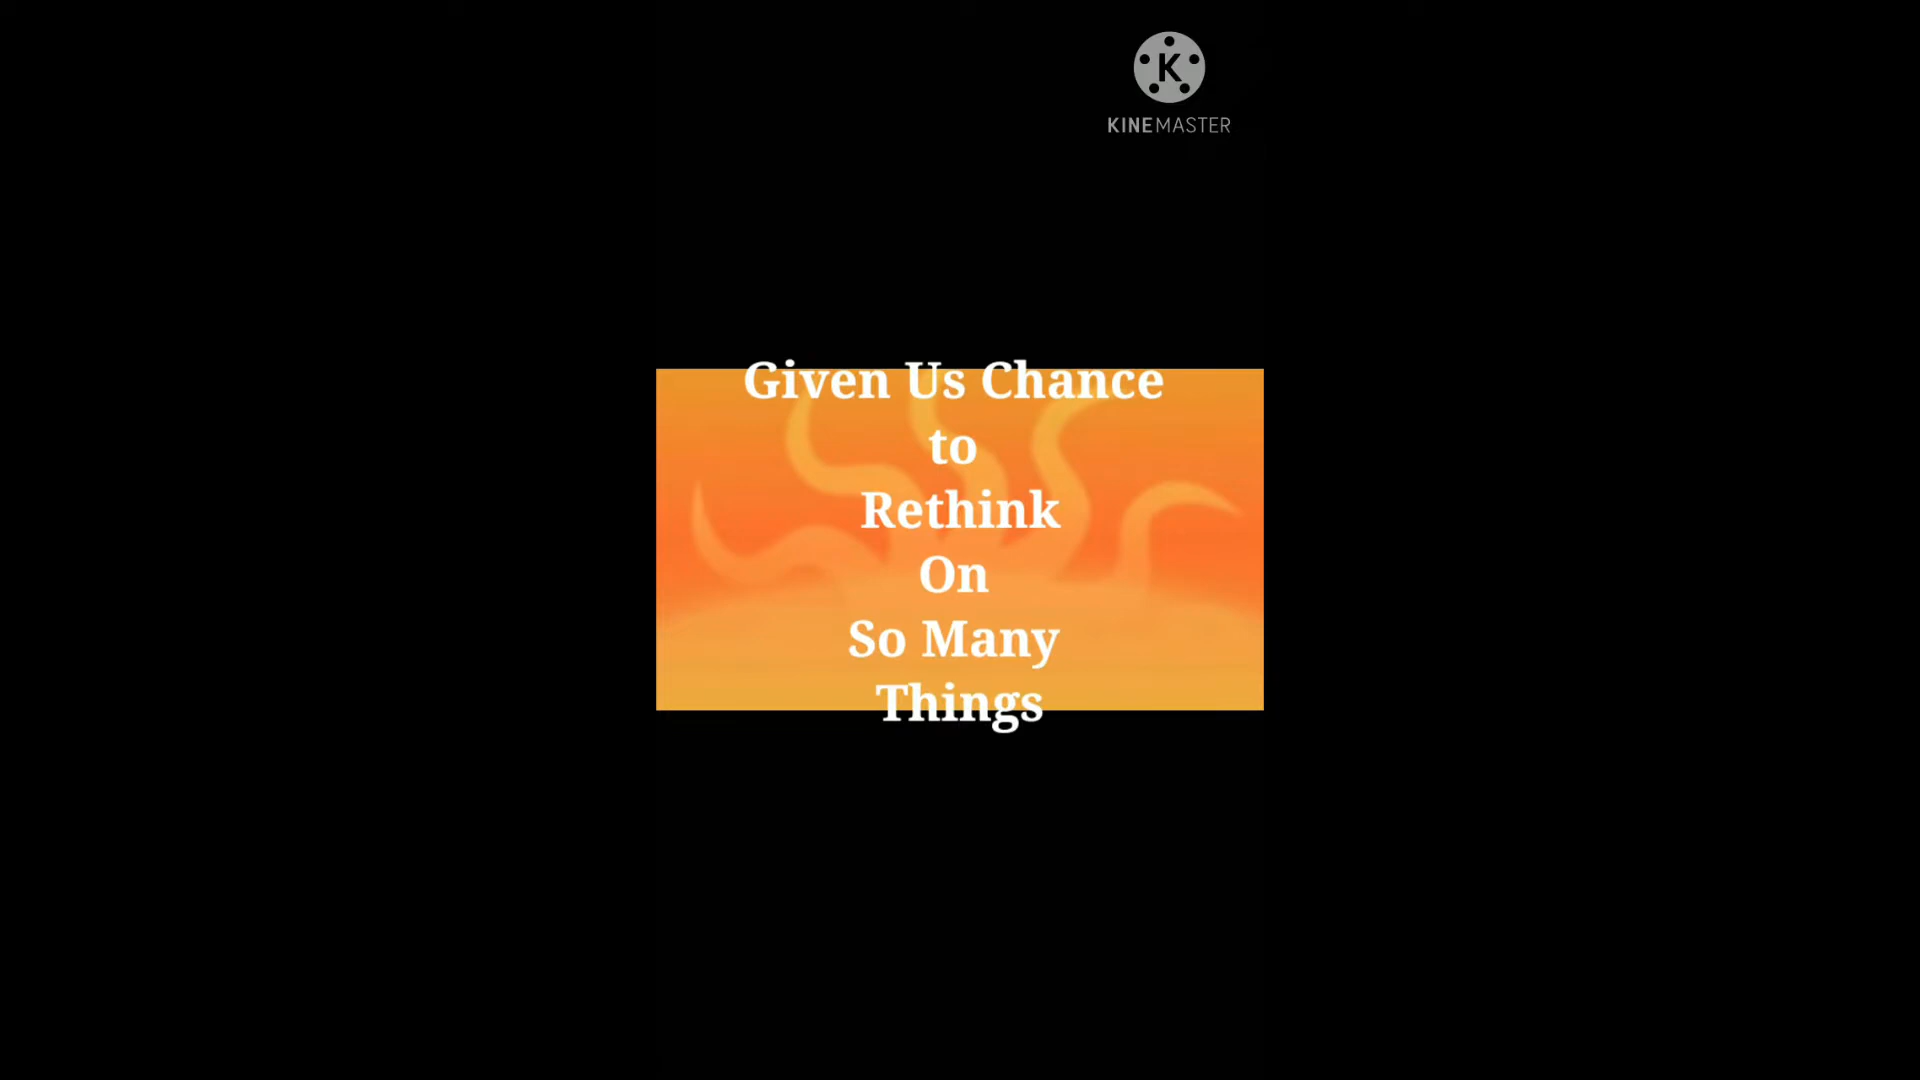 K
KINEMASTER
Given Us Chance
to
Rethink
On
So Many
Things